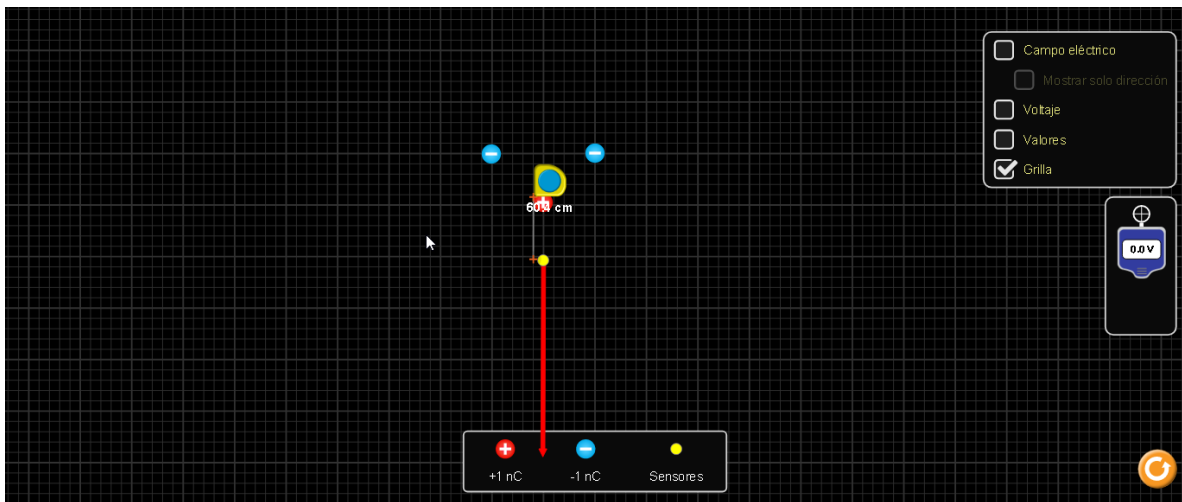 Campo eléctrico
Mostrar solo dirección
Voltaje
Valores
Grilla
cm
0.0 V
+1 nC
-1 nC
Sensores